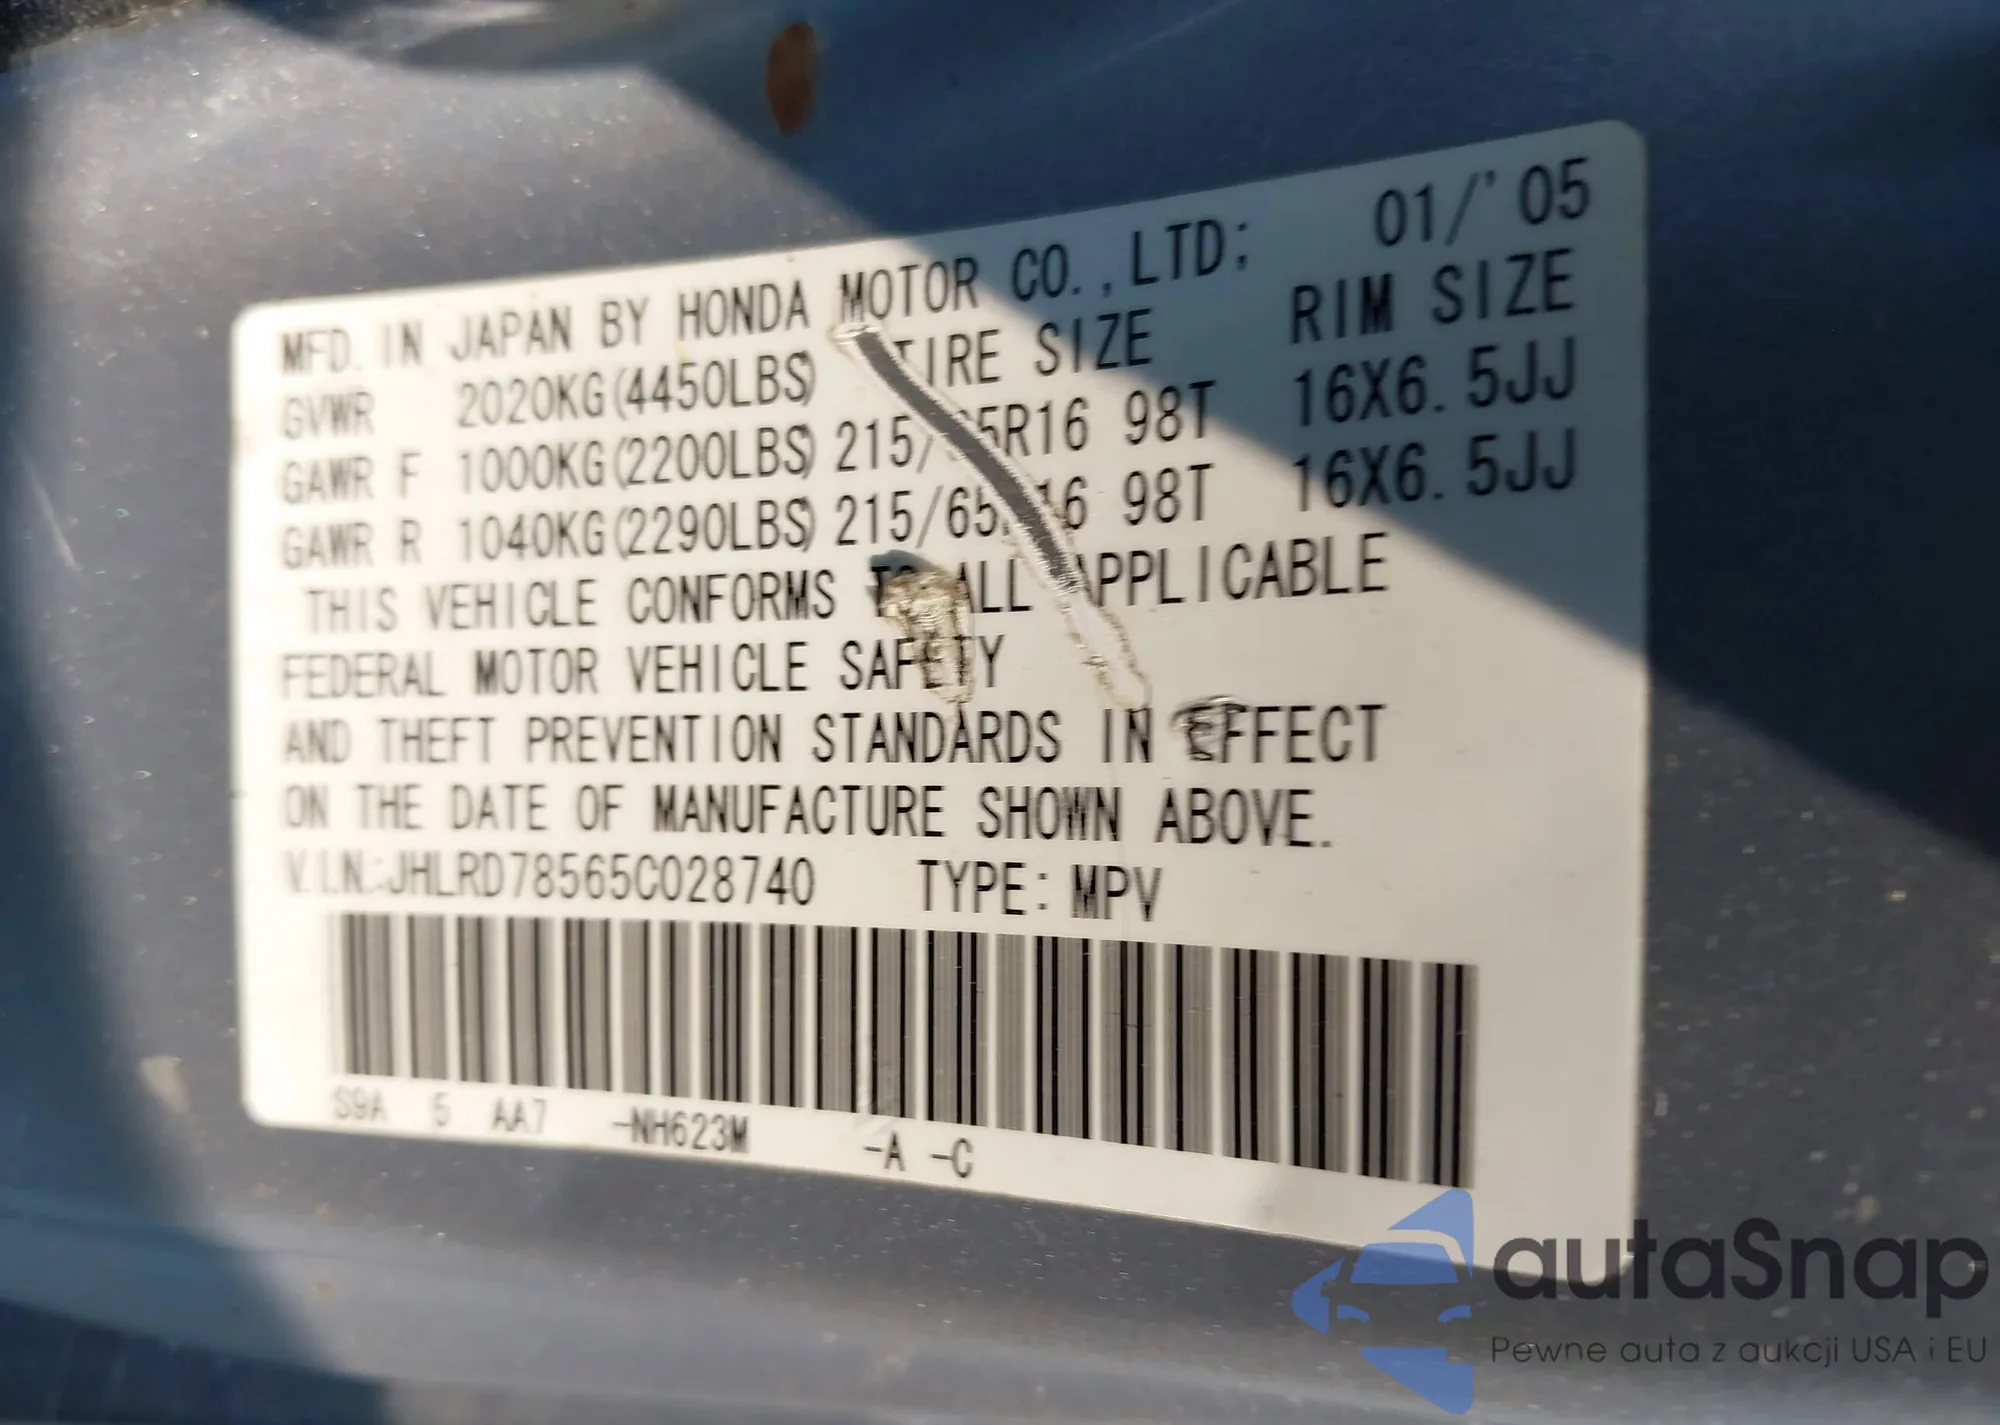 MFD. IN JAPAN BY HONDA MOTOR CO.,LTD; 01/'05
GVWR 2020KG(4450LBS) TIRE SIZE RIM SIZE
GAWR F 1000KG(2200LBS) 215/65R16 98T 16X6.5JJ
GAWR R 1040KG(2290LBS) 215/65R16 98T 16X6.5JJ
THIS VEHICLE CONFORMS TO ALL APPLICABLE
FEDERAL MOTOR VEHICLE SAFETY
AND THEFT PREVENTION STANDARDS IN EFFECT
ON THE DATE OF MANUFACTURE SHOWN ABOVE.
V.I.N.:JHLRD78565C028740 TYPE: MPV
S9A 5 AA7 -NH623M -A -C
autaSnap
Pewne auta z aukcji USA i EU